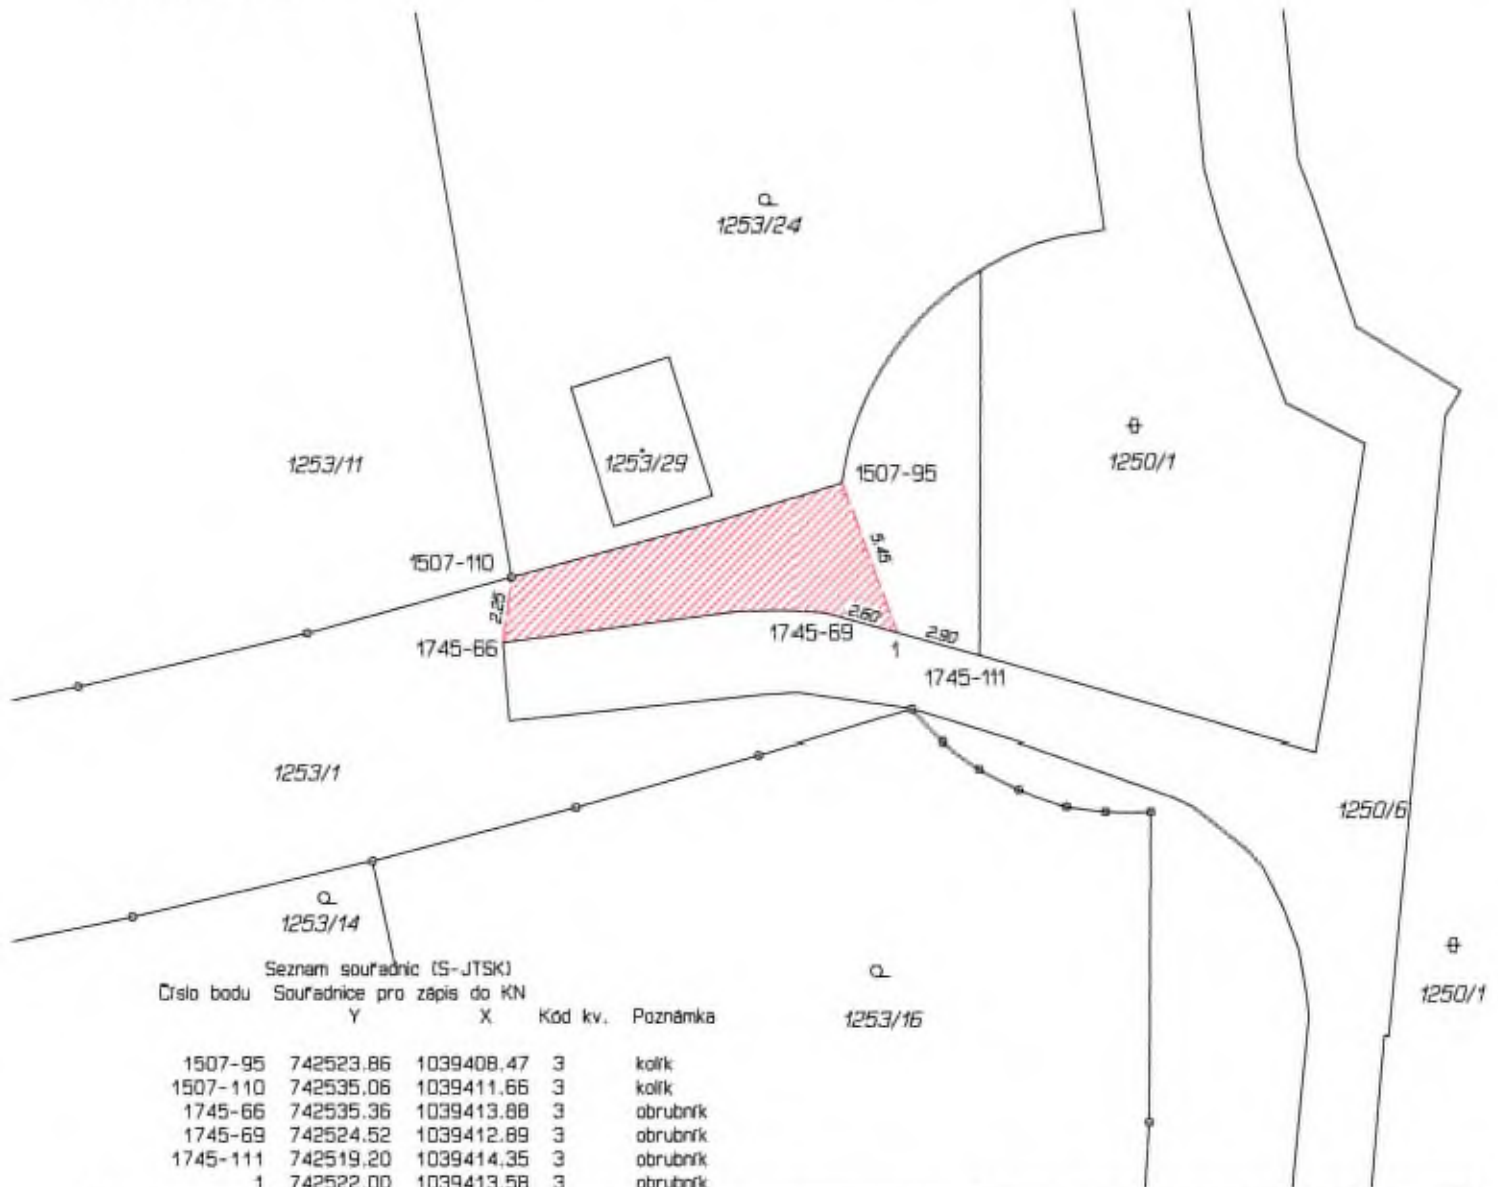 1253/24
1253/11
1253/29
1507-95
1250/1
1507-110
5.45
2.25
1745-66
2.60
1745-69
2.90
1
1745-111
1253/1
1250/6
1253/14
1253/16
1250/1
Seznam souřadnic (S-JTSK)
Číslo bodu Souřadnice pro zápis do KN
Y X Kód kv. Poznámka
1507-95 742523.86 1039408.47 3 kolík
1507-110 742535.06 1039411.66 3 kolík
1745-66 742535.36 1039413.88 3 obrubník
1745-69 742524.52 1039412.89 3 obrubník
1745-111 742519.20 1039414.35 3 obrubník
1 742522.00 1039413.58 3 obrubník